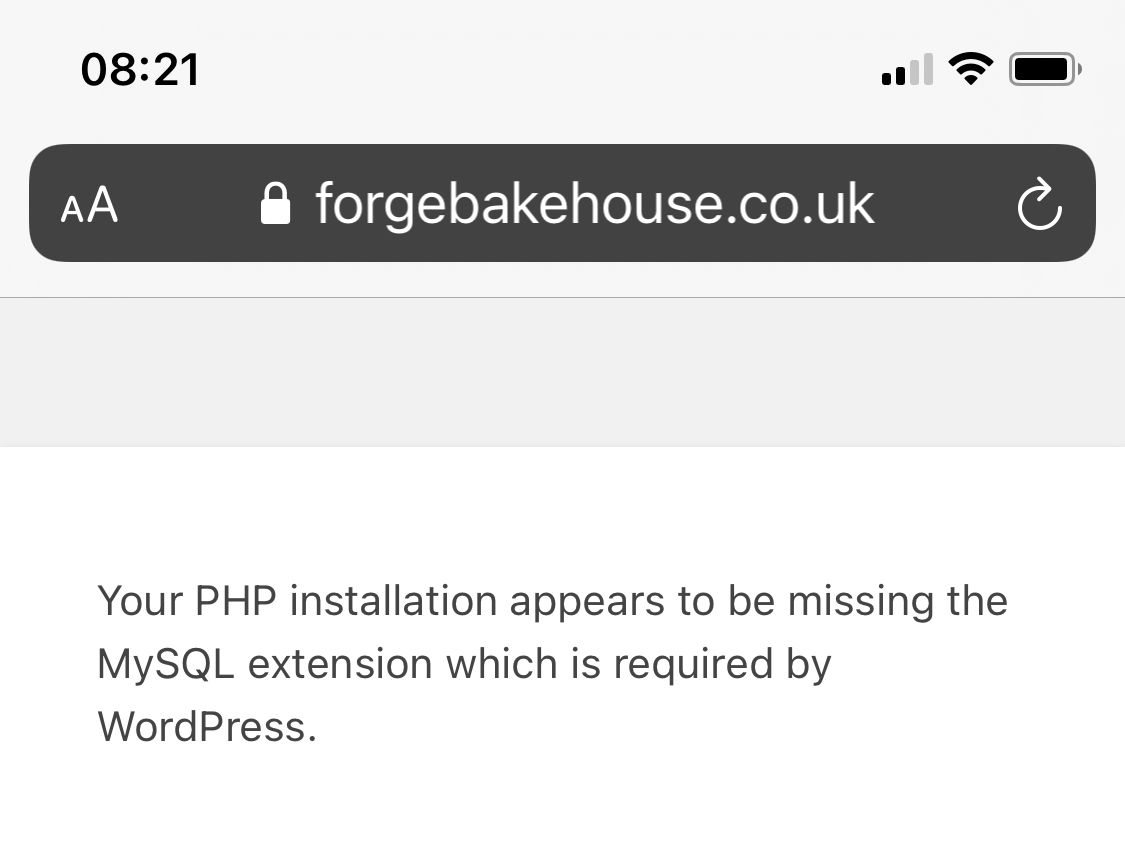 08:21
AA forgebakehouse.co.uk
Your PHP installation appears to be missing the
MySQL extension which is required by
WordPress.